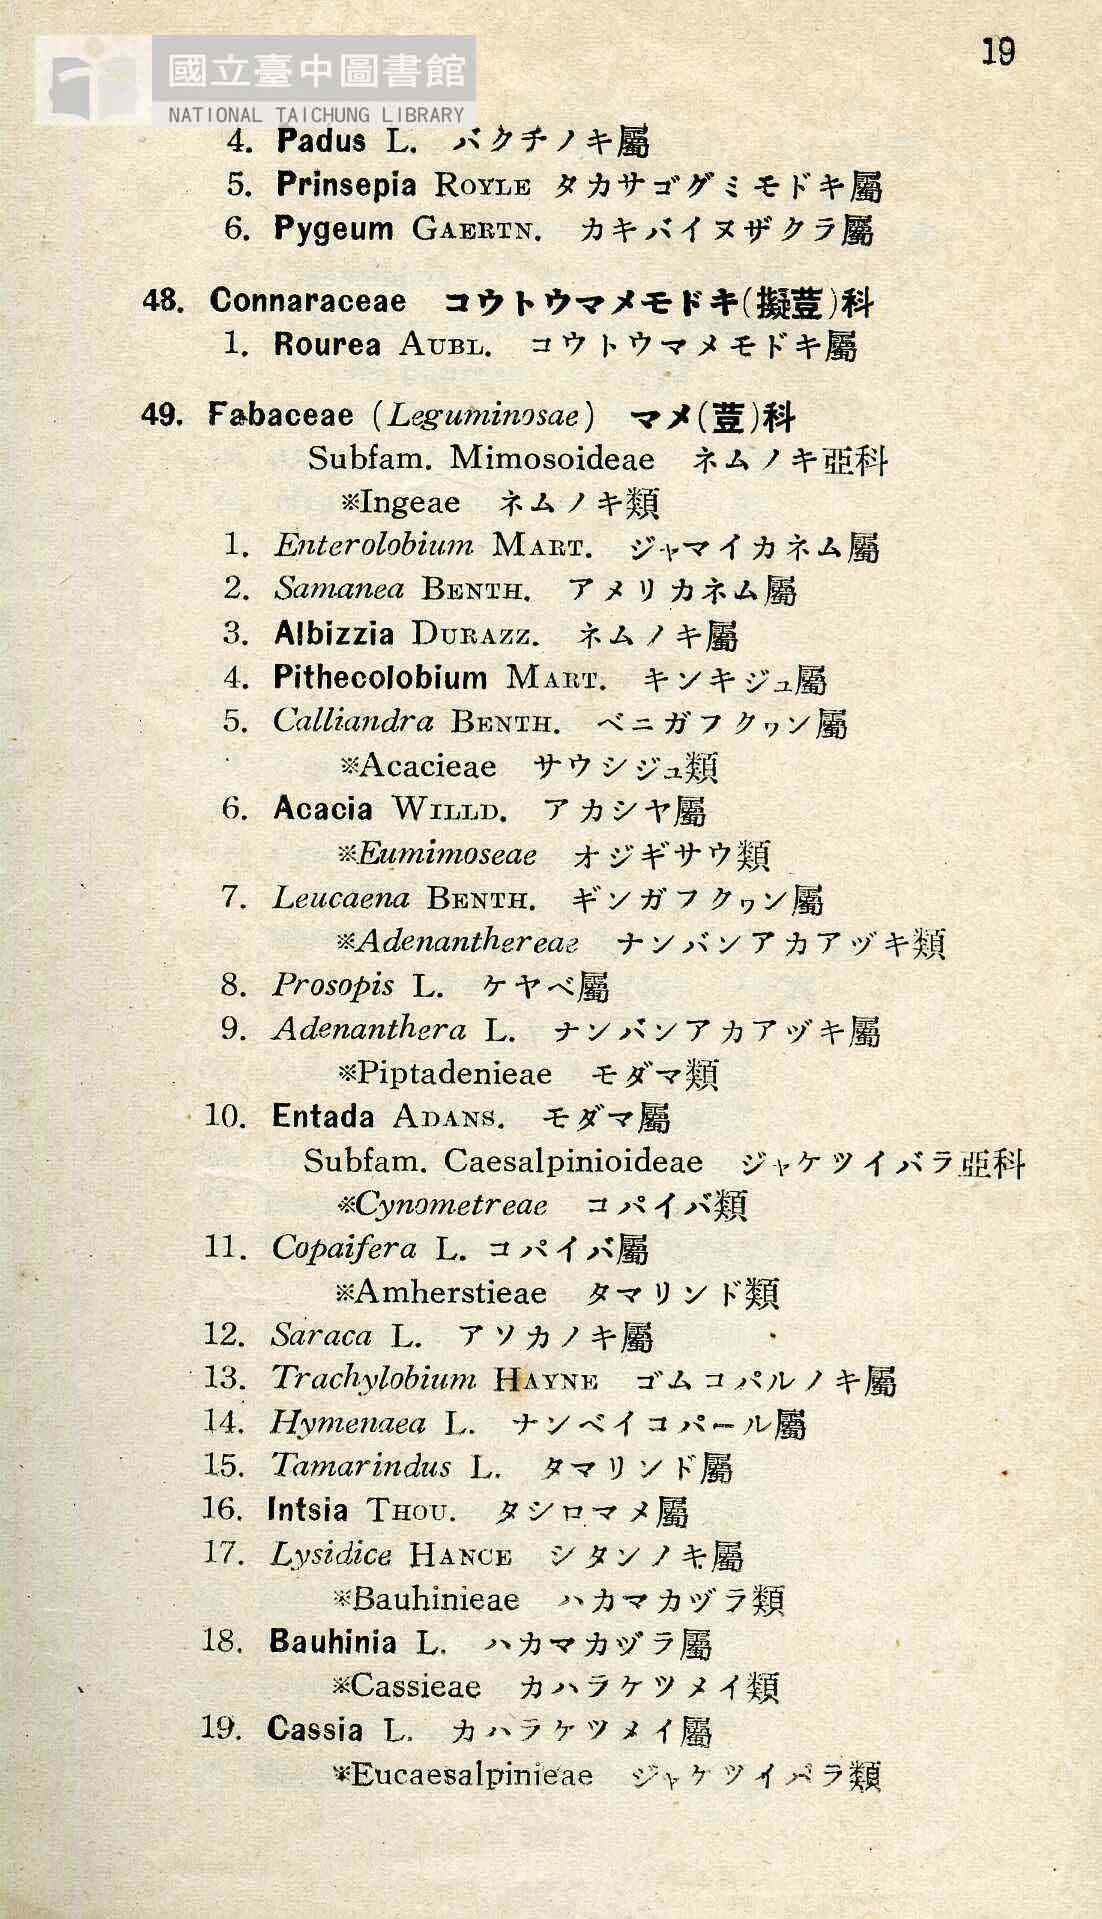 19
國立臺中圖書館
NATIONAL TAICHUNG LIBRARY
4. Padus L. バクチノキ屬
5. Prinsepia ROYLE タカサゴグミモドキ屬
6. Pygeum GAERTN. カキバイヌザクラ屬
48. Connaraceae コウトウマメモドキ(擬荳)科
1. Rourea AUBL. コウトウマメモドキ屬
49. Fabaceae (Leguminosae) マメ(荳)科
Subfam. Mimosoideae ネムノキ亞科
※Ingeae ネムノキ類
1. Enterolobium MART. ジャマイカネム屬
2. Samanea BENTH. アメリカネム屬
3. Albizzia DURAZZ. ネムノキ屬
4. Pithecolobium MART. キンキジュ屬
5. Calliandra BENTH. ベニガフクヮン屬
※Acacieae サウシジュ類
6. Acacia WILLD. アカシヤ屬
※Eumimoseae オジギサウ類
7. Leucaena BENTH. ギンガフクヮン屬
※Adenanthereae ナンバンアカアヅキ類
8. Prosopis L. ケヤベ屬
9. Adenanthera L. ナンバンアカアヅキ屬
※Piptadenieae モダマ類
10. Entada ADANS. モダマ屬
Subfam. Caesalpinioideae ジャケツイバラ亞科
※Cynometreae コパイバ類
11. Copaifera L. コパイバ屬
※Amherstieae タマリンド類
12. Saraca L. アソカノキ屬
13. Trachylobium HAYNE ゴムコパルノキ屬
14. Hymenaea L. ナンベイコパール屬
15. Tamarindus L. タマリンド屬
16. Intsia THOU. タシロマメ屬
17. Lysidice HANCE シタンノキ屬
※Bauhinieae ハカマカヅラ類
18. Bauhinia L. ハカマカヅラ屬
※Cassieae カハラケツメイ類
19. Cassia L. カハラケツメイ屬
※Eucaesalpinieae ジャケツイバラ類